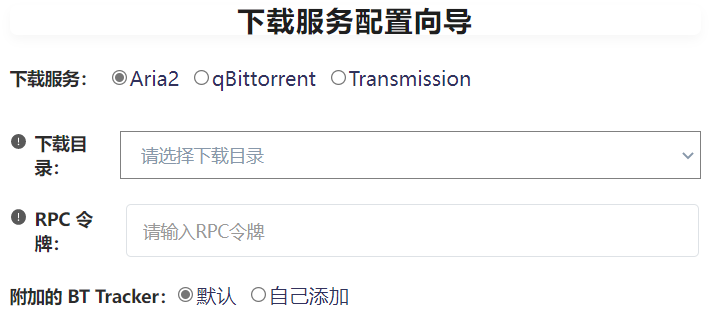 下载服务配置向导
下载服务： Aria2 qBittorrent Transmission
下载目
录：
请选择下载目录
RPC 令
牌：
请输入RPC令牌
附加的 BT Tracker： 默认 自己添加